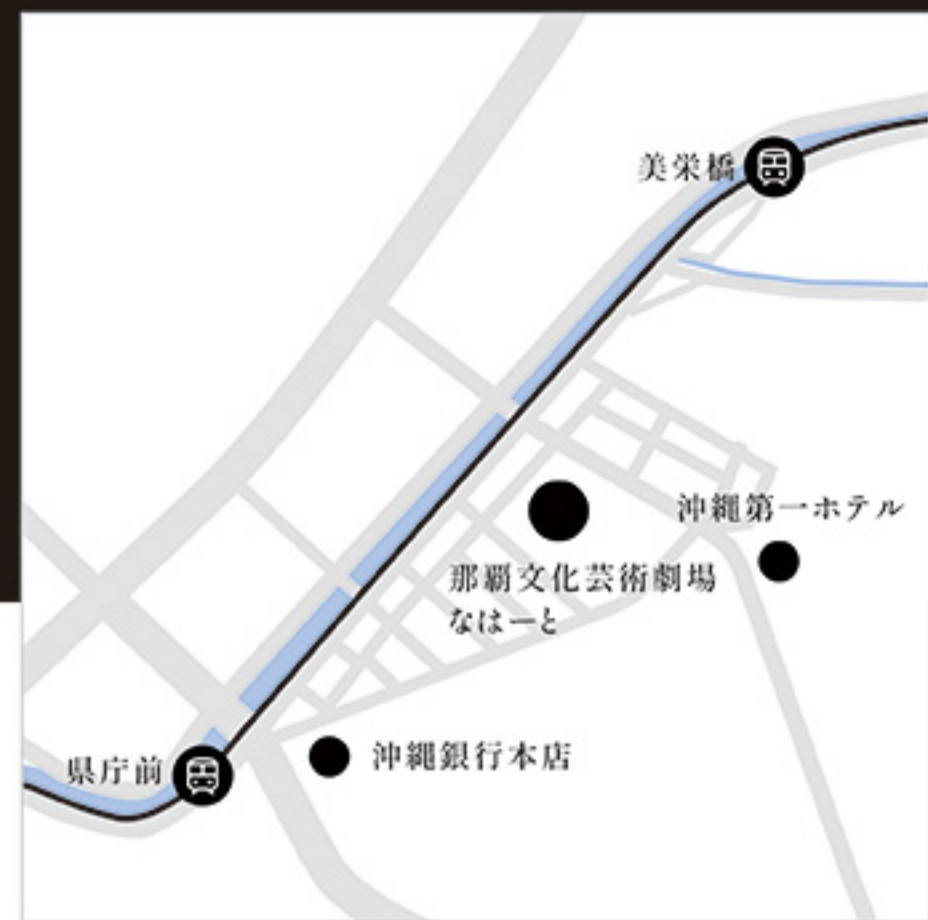 美栄橋
沖縄第一ホテル
那覇文化芸術劇場
なはーと
沖縄銀行本店
県庁前